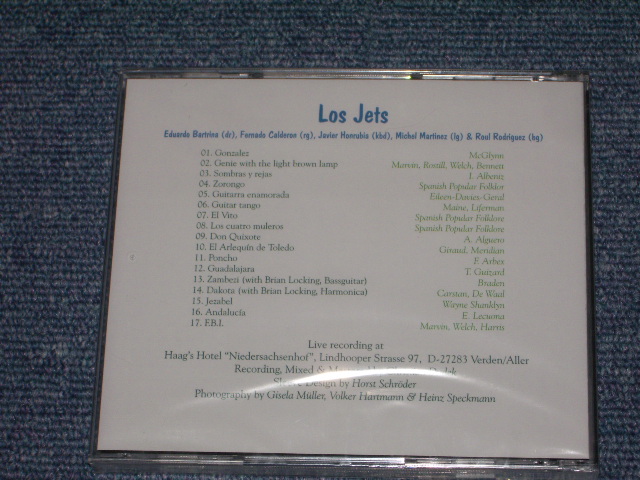 Los Jets
Eduardo Bartrina (dr), Fernado Calderon (rg), Javier Honrubia (kbd), Michel Martinez (lg) & Raul Rodriguez (bg)
01. Gonzalez McGlynn
02. Genie with the light brown lamp Marvin, Rostill, Welch, Bennett
03. Sombras y rejas I. Albeniz
04. Zorongo Spanish Popular Folklor
05. Guitarra enamorada Eileen-Davies-Geral
06. Guitar tango Maine, Liferman
07. El Vito Spanish Popular Folklore
08. Los cuatro muleros Spanish Popular Folklore
09. Don Quixote A. Alguero
10. El Arlequín de Toledo Giraud, Meridian
11. Poncho F. Arbex
12. Guadalajara T. Guizard
13. Zambezi (with Brian Locking, Bassguitar) Braden
14. Dakota (with Brian Locking, Harmonica) Carstan, De Waal
15. Jezabel Wayne Shanklyn
16. Andalucía E. Lecuona
17. F.B.I. Marvin, Welch, Harris
Live recording at
Haag's Hotel "Niedersachsenhof", Lindhooper Strasse 97, D-27283 Verden/Aller
Recording, Mixed &
Design by Horst Schröder
Photography by Gisela Müller, Volker Hartmann & Heinz Speckmann